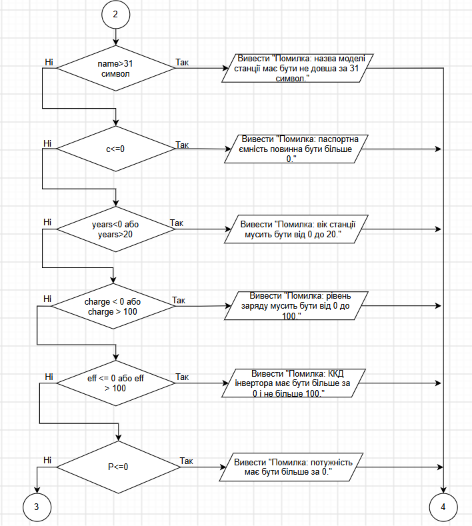 2
Ні
name>31
символ
Так
Вивести "Помилка: назва моделі
станції має бути не довша за 31
символ."
Ні
c<=0
Так
Вивести "Помилка: паспортна
ємність повинна бути більше
0."
Ні
years<0 або
years>20
Так
Вивести "Помилка: вік станції
мусить бути від 0 до 20."
Ні
charge < 0 або
charge > 100
Так
Вивести "Помилка: рівень
заряду мусить бути від 0 до
100."
Ні
eff <= 0 або eff
> 100
Так
Вивести "Помилка: ККД
інвертора має бути більше за
0 і не більше 100."
Ні
P<=0
Так
Вивести "Помилка: потужність
має бути більше за 0."
3
4